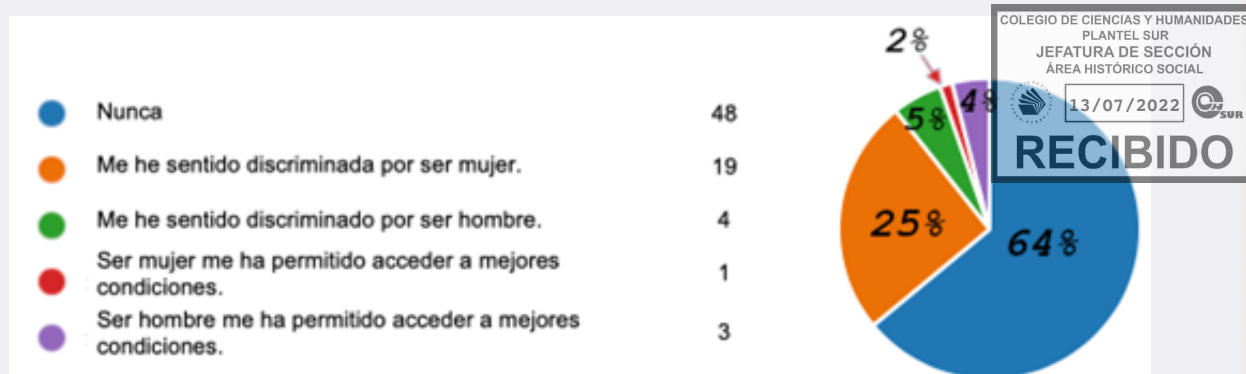 COLEGIO DE CIENCIAS Y HUMANIDADES
PLANTEL SUR
JEFATURA DE SECCIÓN
ÁREA HISTÓRICO SOCIAL
13/07/2022
SUR
RECIBIDO
Nunca 48
Me he sentido discriminada por ser mujer. 19
Me he sentido discriminado por ser hombre. 4
Ser mujer me ha permitido acceder a mejores
condiciones. 1
Ser hombre me ha permitido acceder a mejores
condiciones. 3
2%
4%
5%
25%
64%